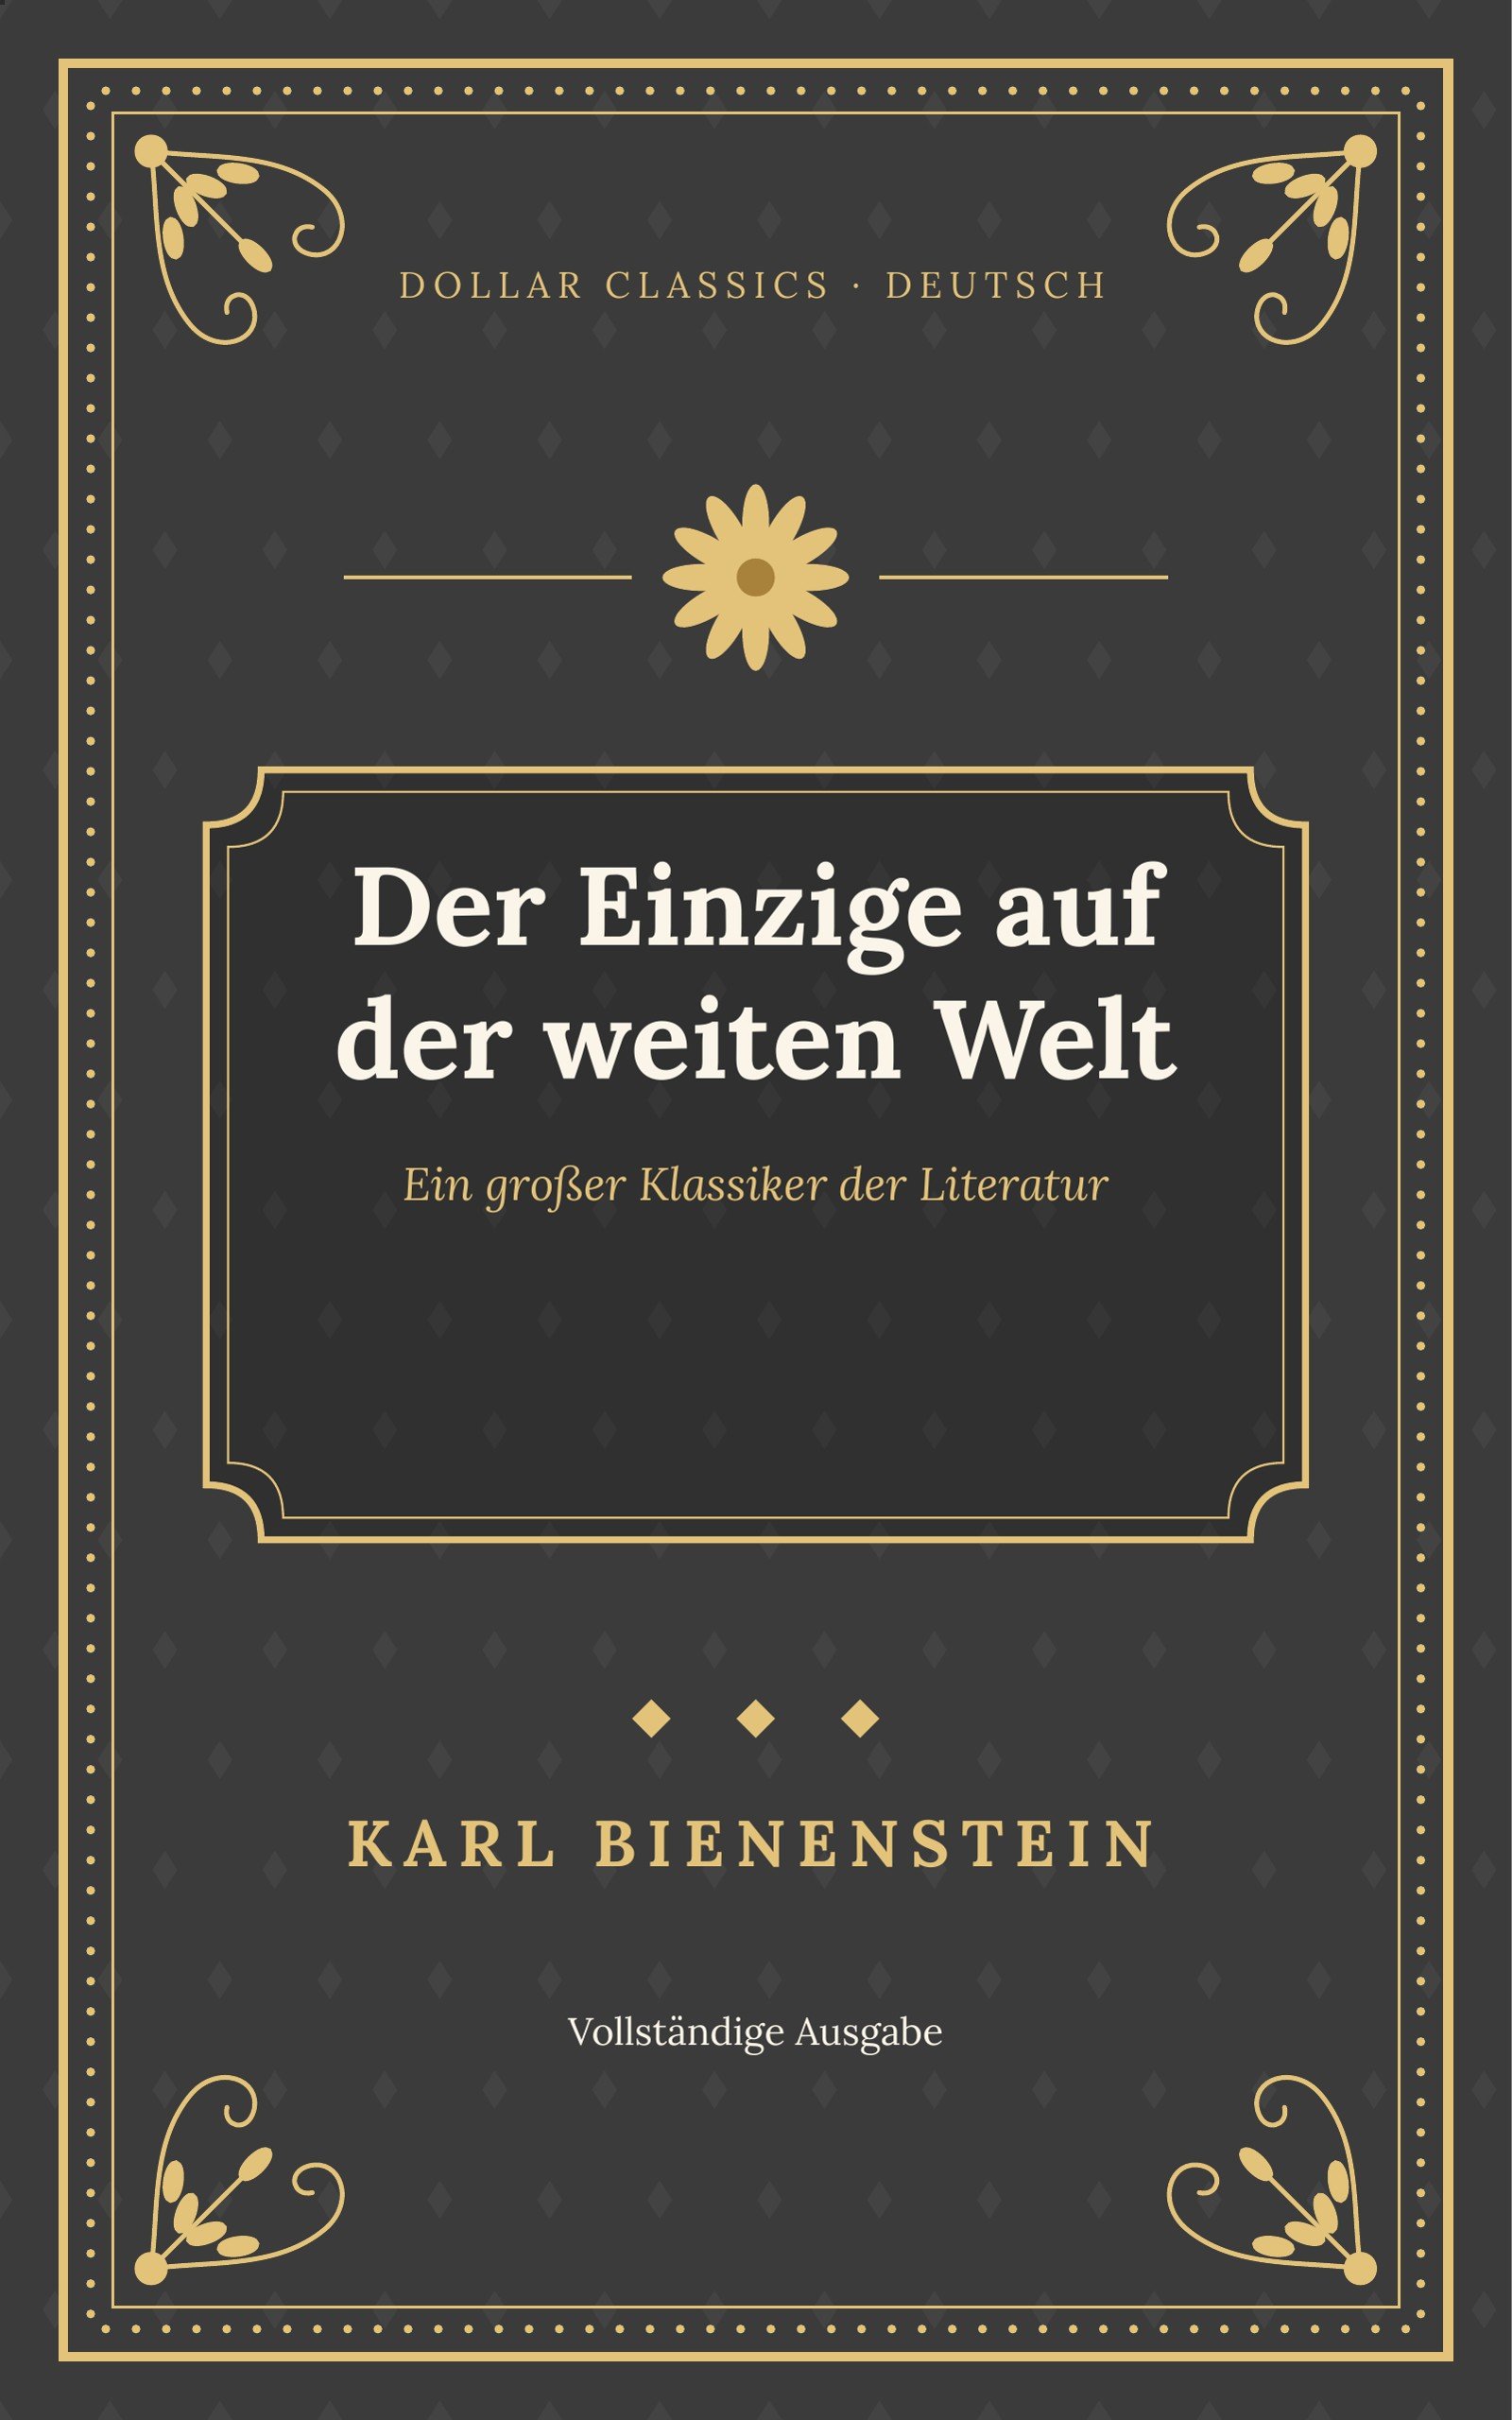 DOLLAR CLASSICS · DEUTSCH
Der Einzige auf
der weiten Welt
Ein großer Klassiker der Literatur
KARL BIENENSTEIN
Vollständige Ausgabe